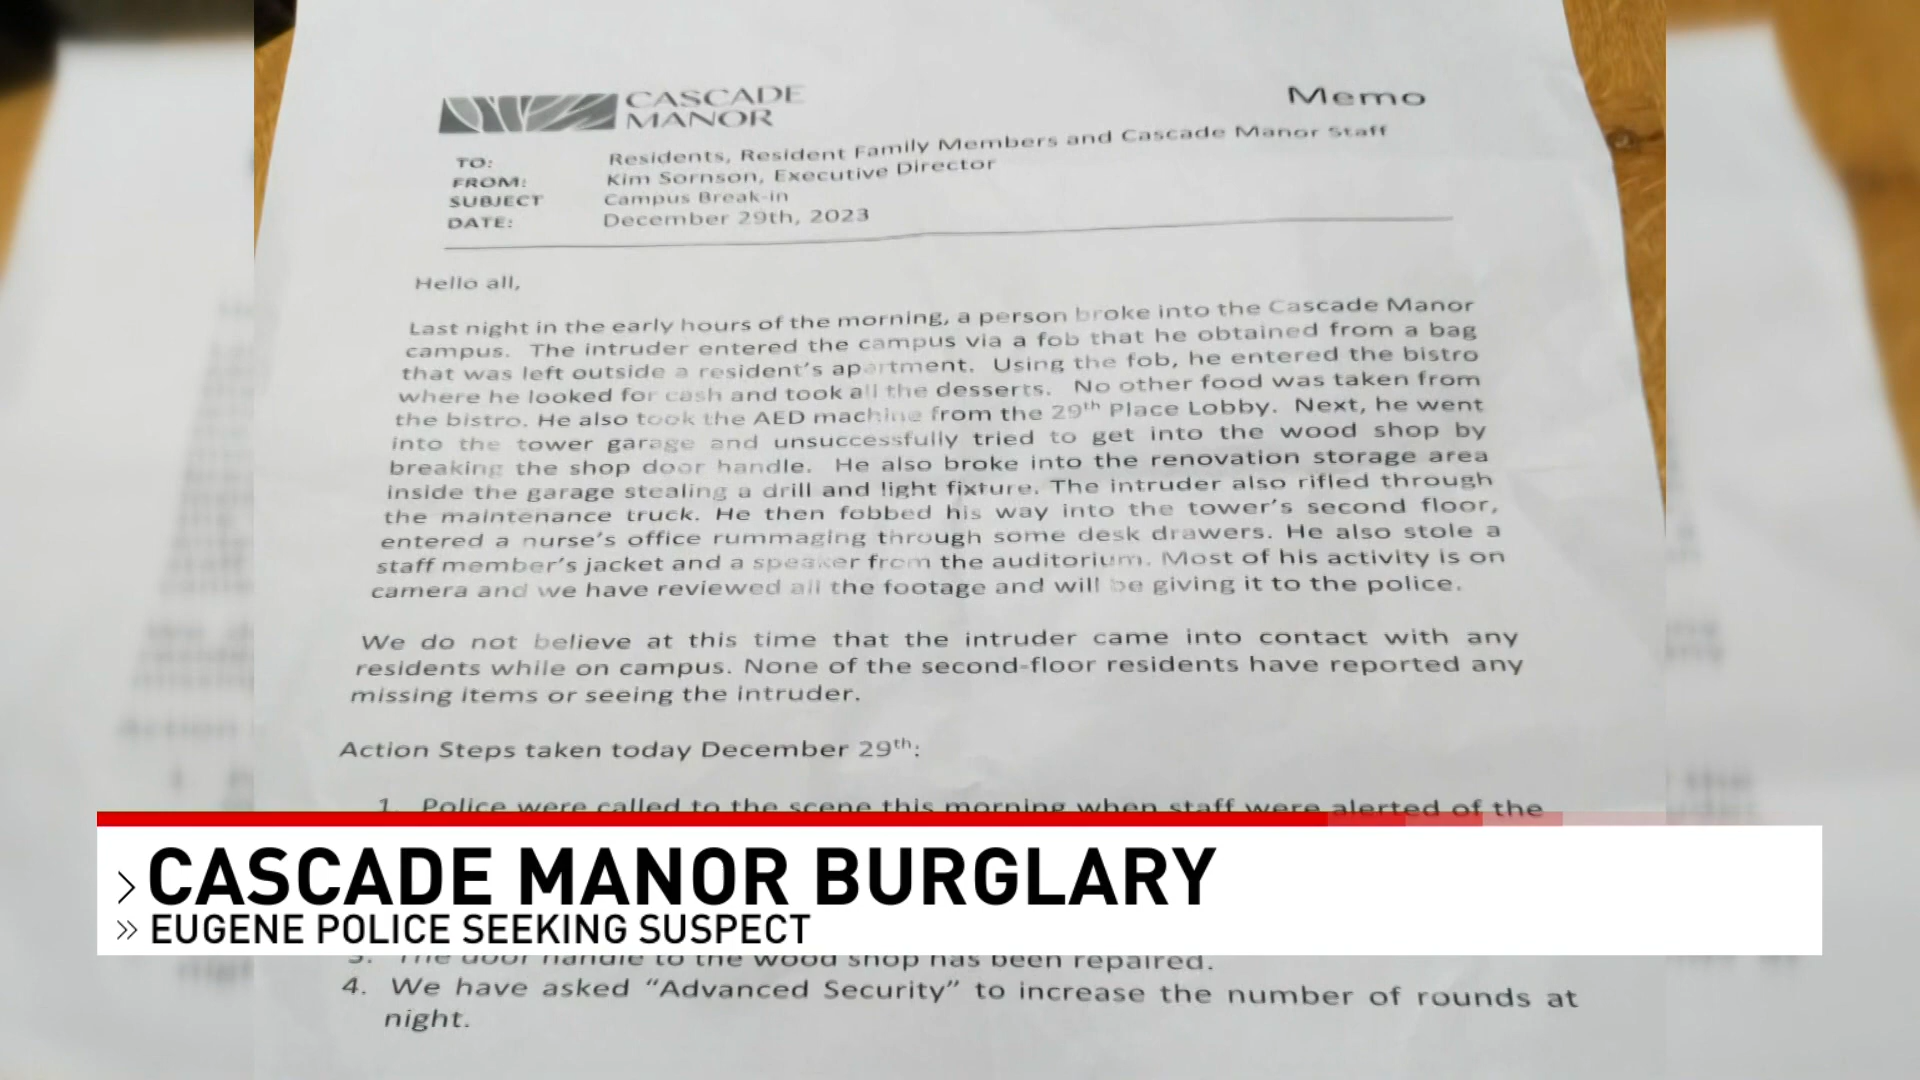 CASCADE
MANOR
Memo
TO: Residents, Resident Family Members and Cascade Manor Staff
FROM: Kim Sornson, Executive Director
SUBJECT Campus Break-in
DATE: December 29th, 2023
Hello all,
Last night in the early hours of the morning, a person broke into the Cascade Manor
campus. The intruder entered the campus via a fob that he obtained from a bag
that was left outside a resident's apartment. Using the fob, he entered the bistro
where he looked for cash and took all the desserts. No other food was taken from
the bistro. He also took the AED machine from the 29th Place Lobby. Next, he went
into the tower garage and unsuccessfully tried to get into the wood shop by
breaking the shop door handle. He also broke into the renovation storage area
inside the garage stealing a drill and light fixture. The intruder also rifled through
the maintenance truck. He then fobbed his way into the tower's second floor,
entered a nurse's office rummaging through some desk drawers. He also stole a
staff member's jacket and a speaker from the auditorium. Most of his activity is on
camera and we have reviewed all the footage and will be giving it to the police.
We do not believe at this time that the intruder came into contact with any
residents while on campus. None of the second-floor residents have reported any
missing items or seeing the intruder.
Action Steps taken today December 29th:
1. Police were called to the scene this morning when staff were alerted of the
> CASCADE MANOR BURGLARY
» EUGENE POLICE SEEKING SUSPECT
3. The door handle to the wood shop has been repaired.
4. We have asked "Advanced Security" to increase the number of rounds at
night.